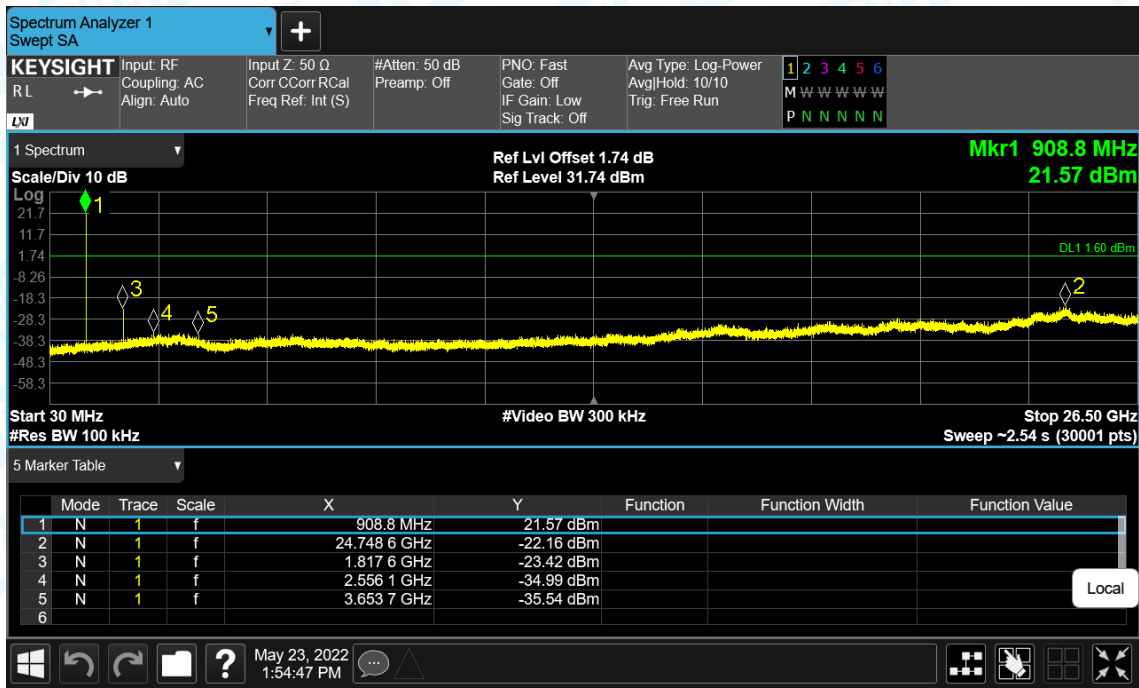 Spectrum Analyzer 1
Swept SA
+
KEYSIGHT
R L
LXI
Input: RF
Coupling: AC
Align: Auto
Input Z: 50 Ω
Corr CCorr RCal
Freq Ref: Int (S)
#Atten: 50 dB
Preamp: Off
PNO: Fast
Gate: Off
IF Gain: Low
Sig Track: Off
Avg Type: Log-Power
Avg|Hold: 10/10
Trig: Free Run
1 2 3 4 5 6
M W W W W W
P N N N N N
1 Spectrum
Scale/Div 10 dB
Ref Lvl Offset 1.74 dB
Ref Level 31.74 dBm
Mkr1 908.8 MHz
21.57 dBm
Log
21.7
11.7
1.74
-8.26
-18.3
-28.3
-38.3
-48.3
-58.3
1
3
4
5
2
DL1 1.60 dBm
Start 30 MHz
#Video BW 300 kHz
Stop 26.50 GHz
#Res BW 100 kHz
Sweep ~2.54 s (30001 pts)
5 Marker Table
Mode Trace Scale X Y Function Function Width Function Value
1 N 1 f 908.8 MHz 21.57 dBm
2 N 1 f 24.748 6 GHz -22.16 dBm
3 N 1 f 1.817 6 GHz -23.42 dBm
4 N 1 f 2.556 1 GHz -34.99 dBm
5 N 1 f 3.653 7 GHz -35.54 dBm
6
Local
?
May 23, 2022
1:54:47 PM